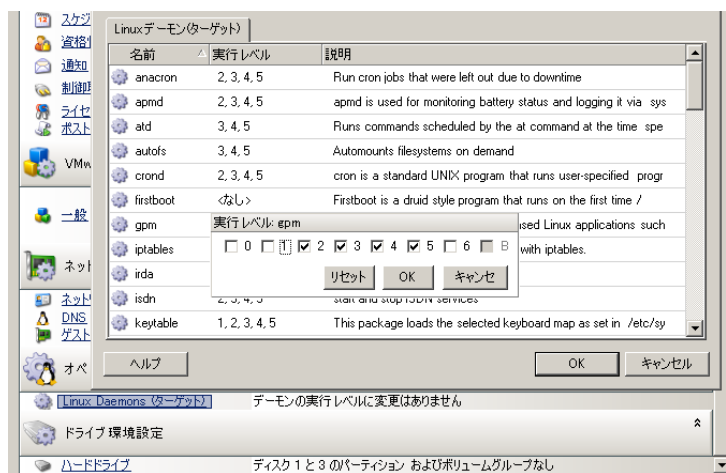 スケジ
Linuxデーモン(ターゲット)
資格情
名前 実行レベル 説明
通知
anacron 2, 3, 4, 5 Run cron jobs that were left out due to downtime
制御
apmd 2, 3, 4, 5 apmd is used for monitoring battery status and logging it via sys
ライセ
ポスト
atd 3, 4, 5 Runs commands scheduled by the at command at the time spe
autofs 3, 4, 5 Automounts filesystems on demand
VMw
crond 2, 3, 4, 5 cron is a standard UNIX program that runs user-specified progr
firstboot <なし> Firstboot is a druid style program that runs on the first time /
一般
gpm 実行レベル: gpm sed Linux applications such
iptables 0 1 2 3 4 5 6 B with iptables.
ネット
irda リセット OK キャンセ
isdn 2, 3, 4, 5 start and stop ISDN services
ネット
DNS
keytable 1, 2, 3, 4, 5 This package loads the selected keyboard map as set in /etc/sy
ゲスト
オペ
ヘルプ OK キャンセル
Linux Daemons (ターゲット) デーモンの実行レベルに変更はありません
ドライブ環境設定
ハードドライブ ディスク 1 と 3 のパーティション およびボリュームグループなし